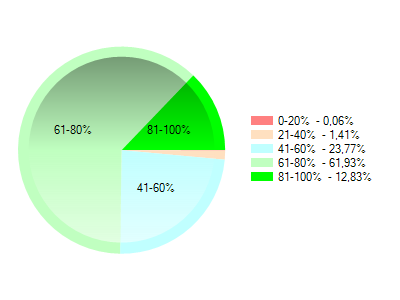 61-80%
81-100%
41-60%
0-20% - 0,06%
21-40% - 1,41%
41-60% - 23,77%
61-80% - 61,93%
81-100% - 12,83%